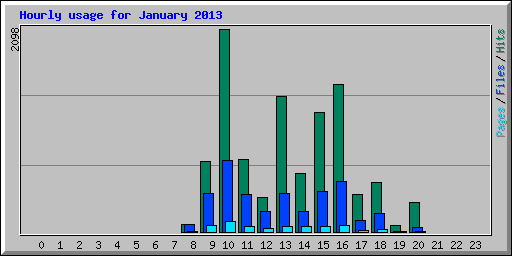 Hourly usage for January 2013
2098
Pages / Files / Hits
0 1 2 3 4 5 6 7 8 9 10 11 12 13 14 15 16 17 18 19 20 21 22 23